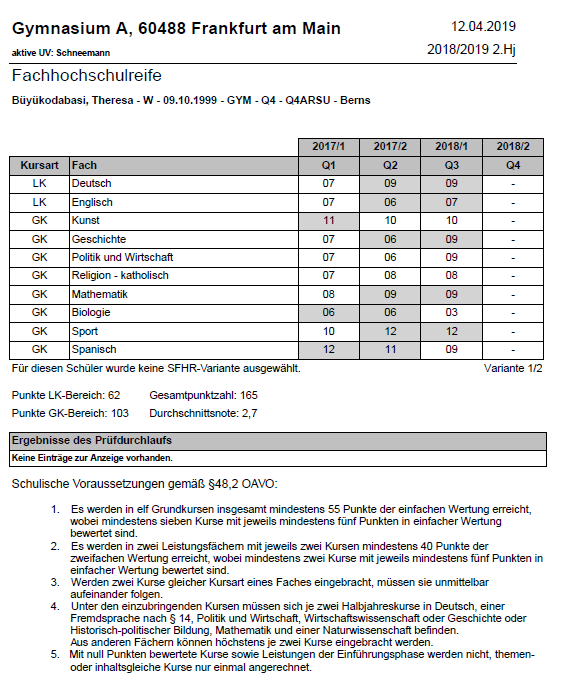 Gymnasium A, 60488 Frankfurt am Main 12.04.2019
aktive UV: Schneemann 2018/2019 2.Hj
Fachhochschulreife
Büyükodabasi, Theresa - W - 09.10.1999 - GYM - Q4 - Q4ARSU - Berns
2017/1 2017/2 2018/1 2018/2
Kursart Fach Q1 Q2 Q3 Q4
LK Deutsch 07 09 09 -
LK Englisch 07 06 07 -
GK Kunst 11 10 10 -
GK Geschichte 07 06 09 -
GK Politik und Wirtschaft 07 06 09 -
GK Religion - katholisch 07 08 08 -
GK Mathematik 08 09 09 -
GK Biologie 06 06 03 -
GK Sport 10 12 12 -
GK Spanisch 12 11 09 -
Für diesen Schüler wurde keine SFHR-Variante ausgewählt. Variante 1/2
Punkte LK-Bereich: 62 Gesamtpunktzahl: 165
Punkte GK-Bereich: 103 Durchschnittsnote: 2,7
Ergebnisse des Prüfdurchlaufs
Keine Einträge zur Anzeige vorhanden.
Schulische Voraussetzungen gemäß §48,2 OAVO:
1. Es werden in elf Grundkursen insgesamt mindestens 55 Punkte der einfachen Wertung erreicht,
wobei mindestens sieben Kurse mit jeweils mindestens fünf Punkten in einfacher Wertung
bewertet sind.
2. Es werden in zwei Leistungsfächern mit jeweils zwei Kursen mindestens 40 Punkte der
zweifachen Wertung erreicht, wobei mindestens zwei Kurse mit jeweils mindestens fünf Punkten in
einfacher Wertung bewertet sind.
3. Werden zwei Kurse gleicher Kursart eines Faches eingebracht, müssen sie unmittelbar
aufeinander folgen.
4. Unter den einzubringenden Kursen müssen sich je zwei Halbjahreskurse in Deutsch, einer
Fremdsprache nach § 14, Politik und Wirtschaft, Wirtschaftswissenschaft oder Geschichte oder
Historisch-politischer Bildung, Mathematik und einer Naturwissenschaft befinden.
Aus anderen Fächern können höchstens je zwei Kurse eingebracht werden.
5. Mit null Punkten bewertete Kurse sowie Leistungen der Einführungsphase werden nicht, themen-
oder inhaltsgleiche Kurse nur einmal angerechnet.